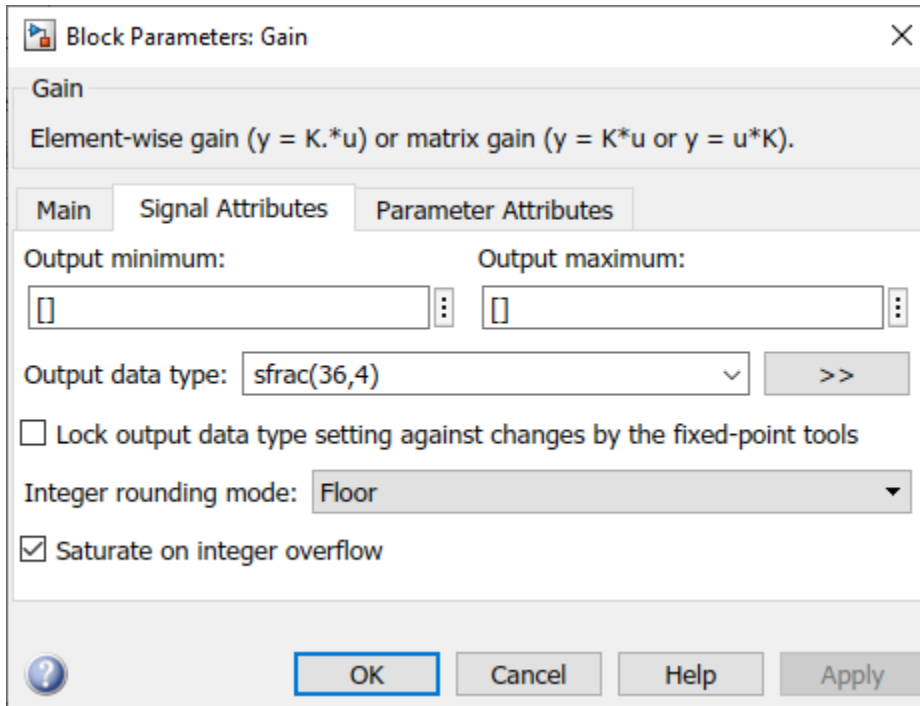 Block Parameters: Gain
Gain
Element-wise gain (y = K.*u) or matrix gain (y = K*u or y = u*K).
Main Signal Attributes Parameter Attributes
Output minimum: Output maximum:
[] []
Output data type: sfrac(36,4) >>
Lock output data type setting against changes by the fixed-point tools
Integer rounding mode: Floor
Saturate on integer overflow
? OK Cancel Help Apply